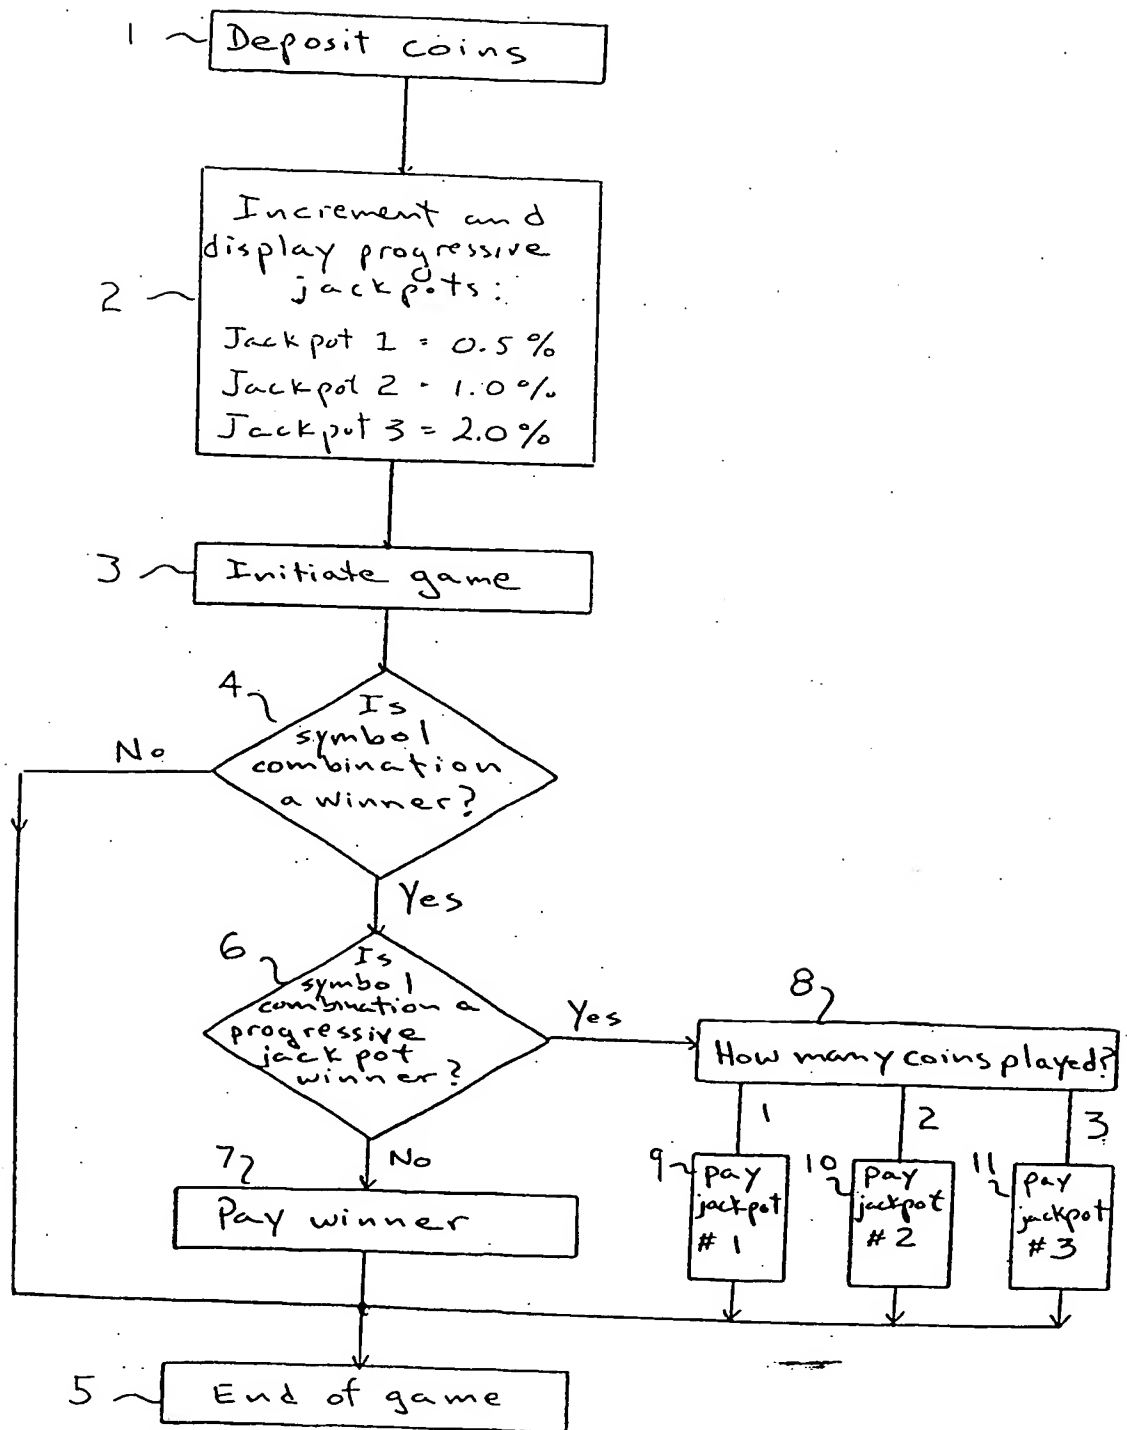 1
Deposit coins
2
Increment and
display progressive
jackpots:
Jackpot 1 = 0.5%
Jackpot 2 - 1.0%
Jackpot 3 = 2.0%
3
Initiate game
4
Is
symbol
combination
a winner?
No
Yes
6
Is
symbol
combination a
progressive
jackpot
winner?
Yes
8
How many coins played?
1
2
3
No
7
Pay winner
9
pay
jackpot
# 1
10
pay
jackpot
# 2
11
pay
jackpot
# 3
5
End of game